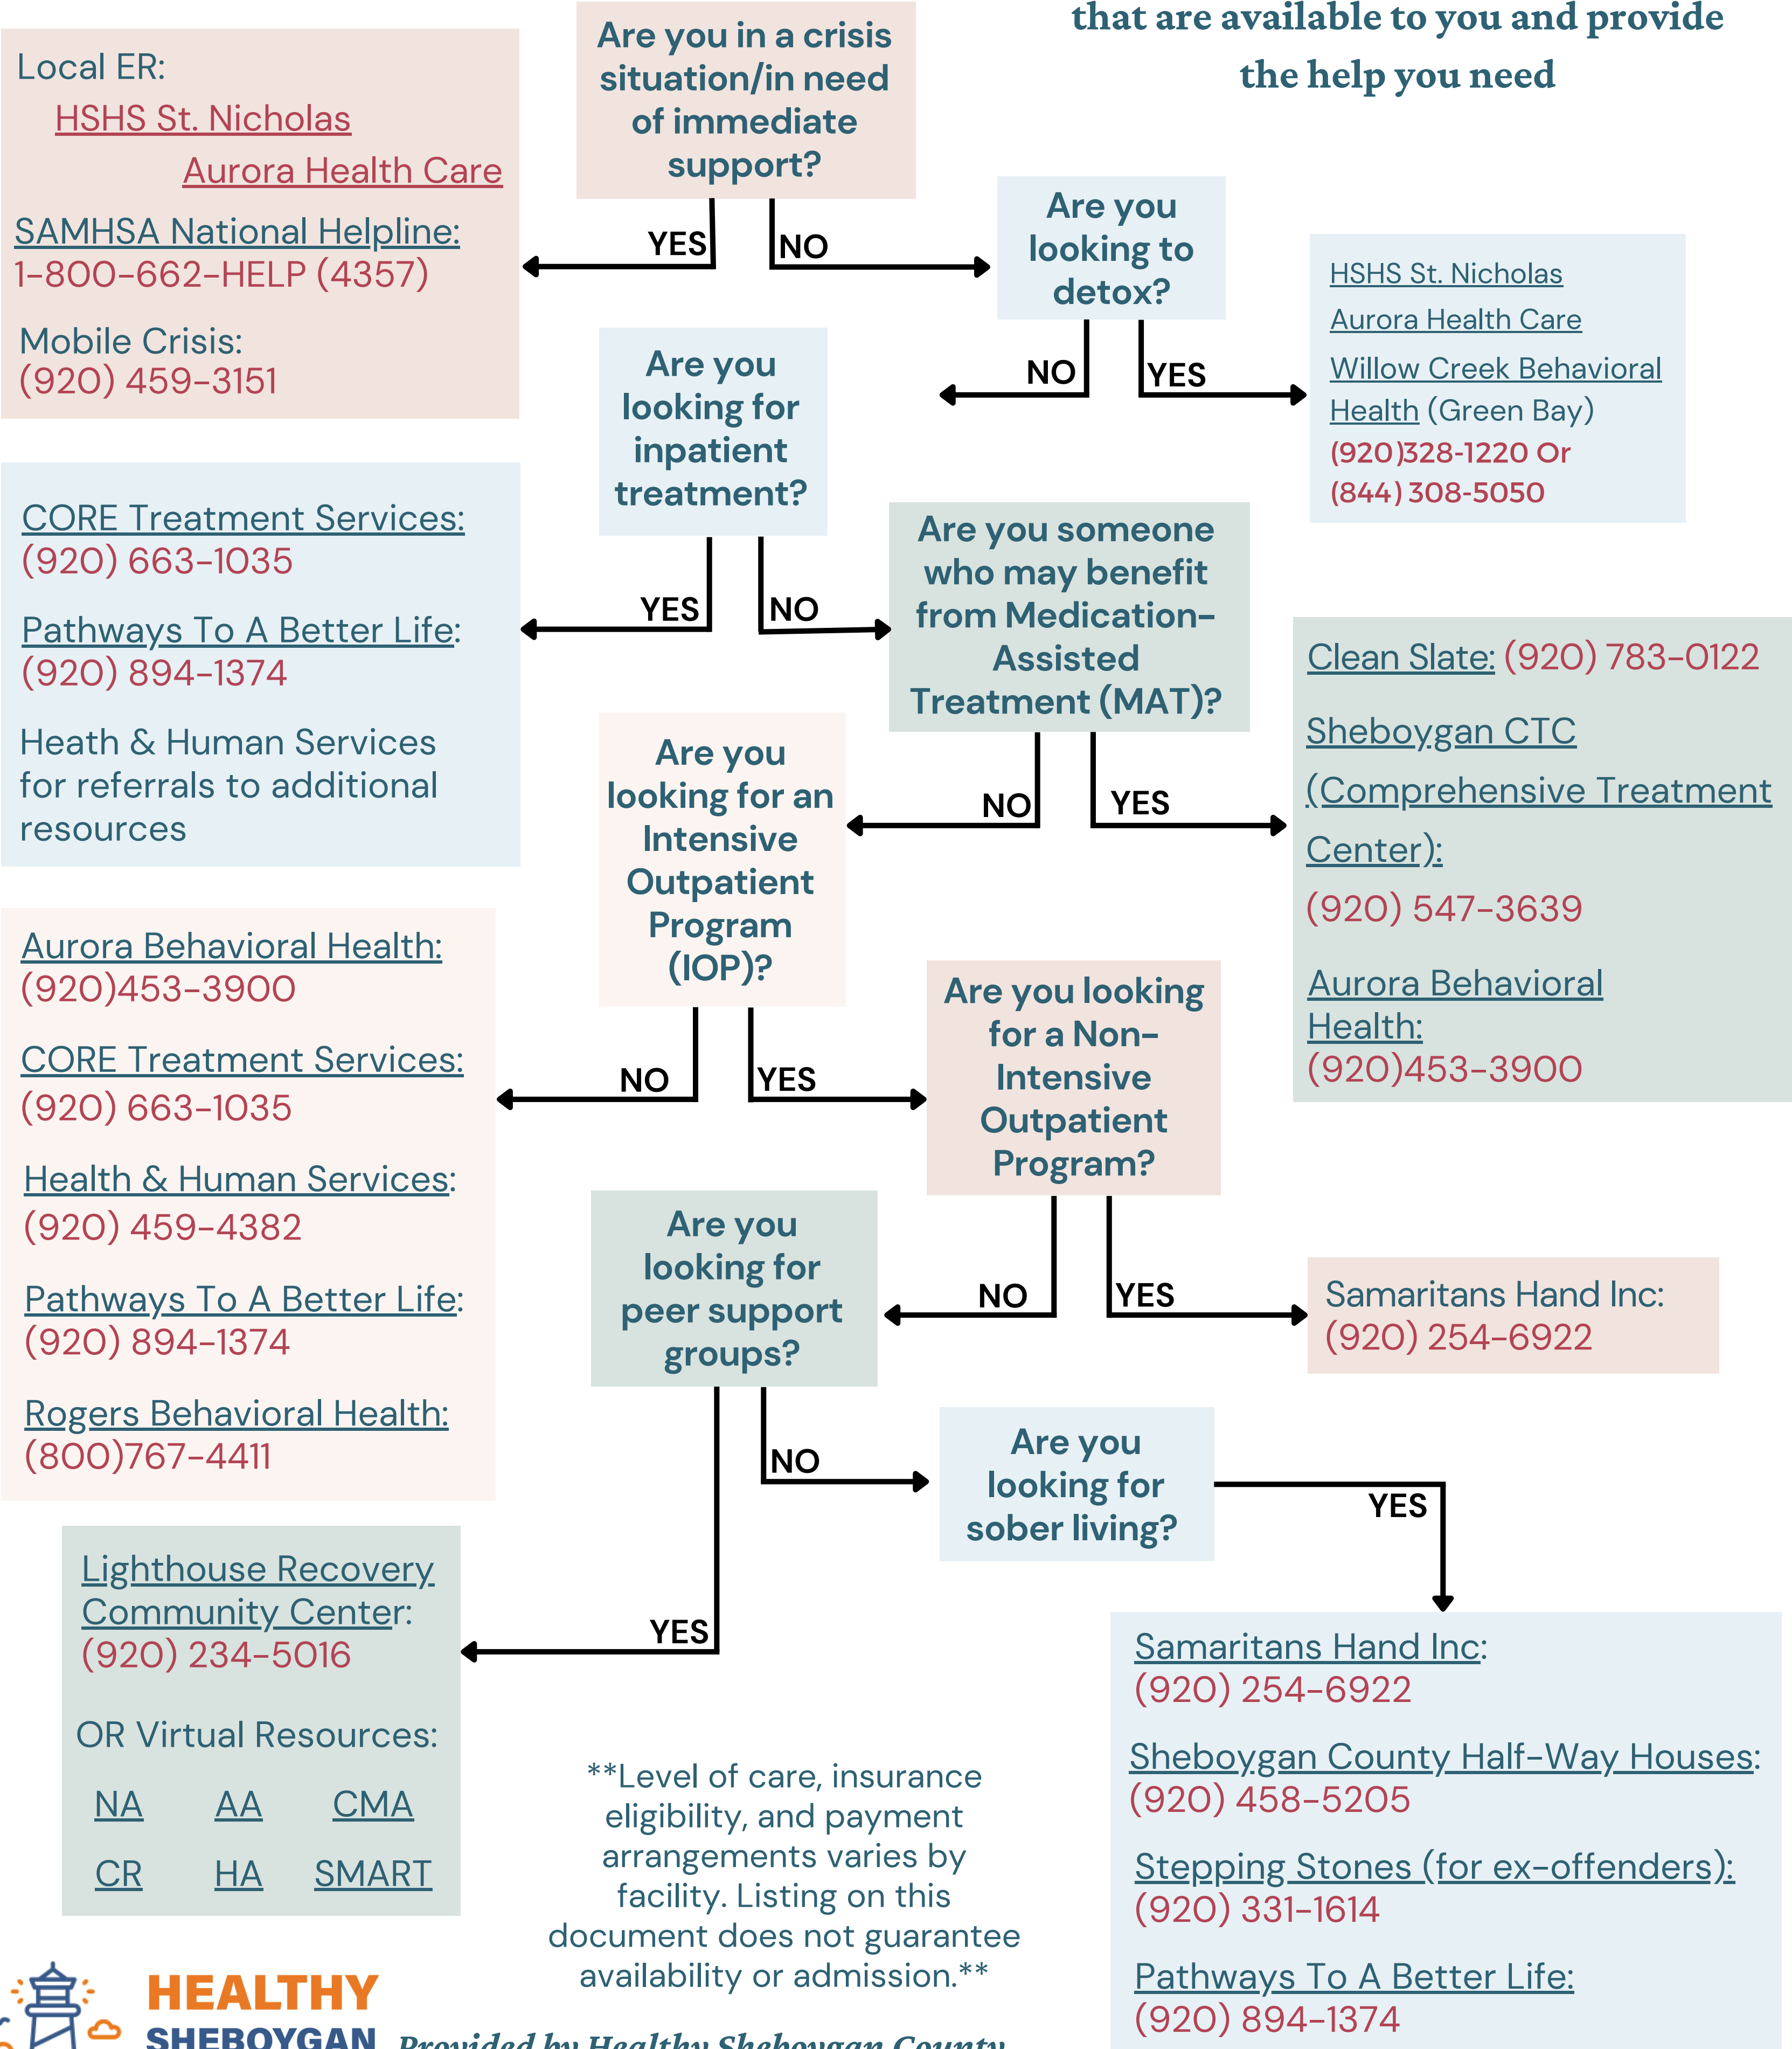 that are available to you and provide
the help you need
Are you in a crisis
situation/in need
of immediate
support?
YES
NO
Local ER:
HSHS St. Nicholas
Aurora Health Care
SAMHSA National Helpline:
1-800-662-HELP (4357)
Mobile Crisis:
(920) 459-3151
Are you
looking to
detox?
NO
YES
HSHS St. Nicholas
Aurora Health Care
Willow Creek Behavioral
Health (Green Bay)
(920)328-1220 Or
(844) 308-5050
Are you
looking for
inpatient
treatment?
YES
NO
CORE Treatment Services:
(920) 663-1035
Pathways To A Better Life:
(920) 894-1374
Heath & Human Services
for referrals to additional
resources
Are you someone
who may benefit
from Medication-
Assisted
Treatment (MAT)?
NO
YES
Clean Slate: (920) 783-0122
Sheboygan CTC
(Comprehensive Treatment
Center):
(920) 547-3639
Aurora Behavioral
Health:
(920)453-3900
Are you
looking for an
Intensive
Outpatient
Program
(IOP)?
NO
YES
Aurora Behavioral Health:
(920)453-3900
CORE Treatment Services:
(920) 663-1035
Health & Human Services:
(920) 459-4382
Pathways To A Better Life:
(920) 894-1374
Rogers Behavioral Health:
(800)767-4411
Are you looking
for a Non-
Intensive
Outpatient
Program?
NO
YES
Samaritans Hand Inc:
(920) 254-6922
Are you
looking for
peer support
groups?
NO
YES
Are you
looking for
sober living?
YES
Lighthouse Recovery
Community Center:
(920) 234-5016
OR Virtual Resources:
NA AA CMA
CR HA SMART
Samaritans Hand Inc:
(920) 254-6922
Sheboygan County Half-Way Houses:
(920) 458-5205
Stepping Stones (for ex-offenders):
(920) 331-1614
Pathways To A Better Life:
(920) 894-1374
**Level of care, insurance
eligibility, and payment
arrangements varies by
facility. Listing on this
document does not guarantee
availability or admission.**
HEALTHY
SHEBOYGAN
Provided by Healthy Sheboygan County